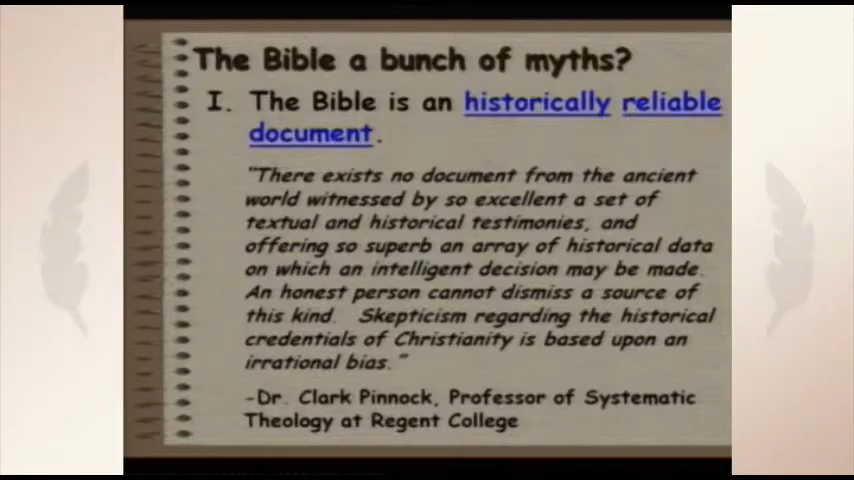 The Bible a bunch of myths?
I. The Bible is an historically reliable
document.
"There exists no document from the ancient
world witnessed by so excellent a set of
textual and historical testimonies, and
offering so superb an array of historical data
on which an intelligent decision may be made.
An honest person cannot dismiss a source of
this kind. Skepticism regarding the historical
credentials of Christianity is based upon an
irrational bias."
-Dr. Clark Pinnock, Professor of Systematic
Theology at Regent College